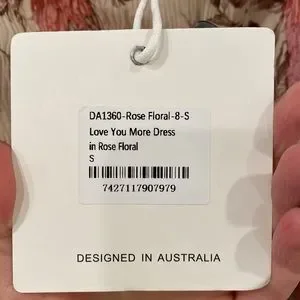 DA1360-Rose Floral-8-S
Love You More Dress
in Rose Floral
S
7427117907979
DESIGNED IN AUSTRALIA